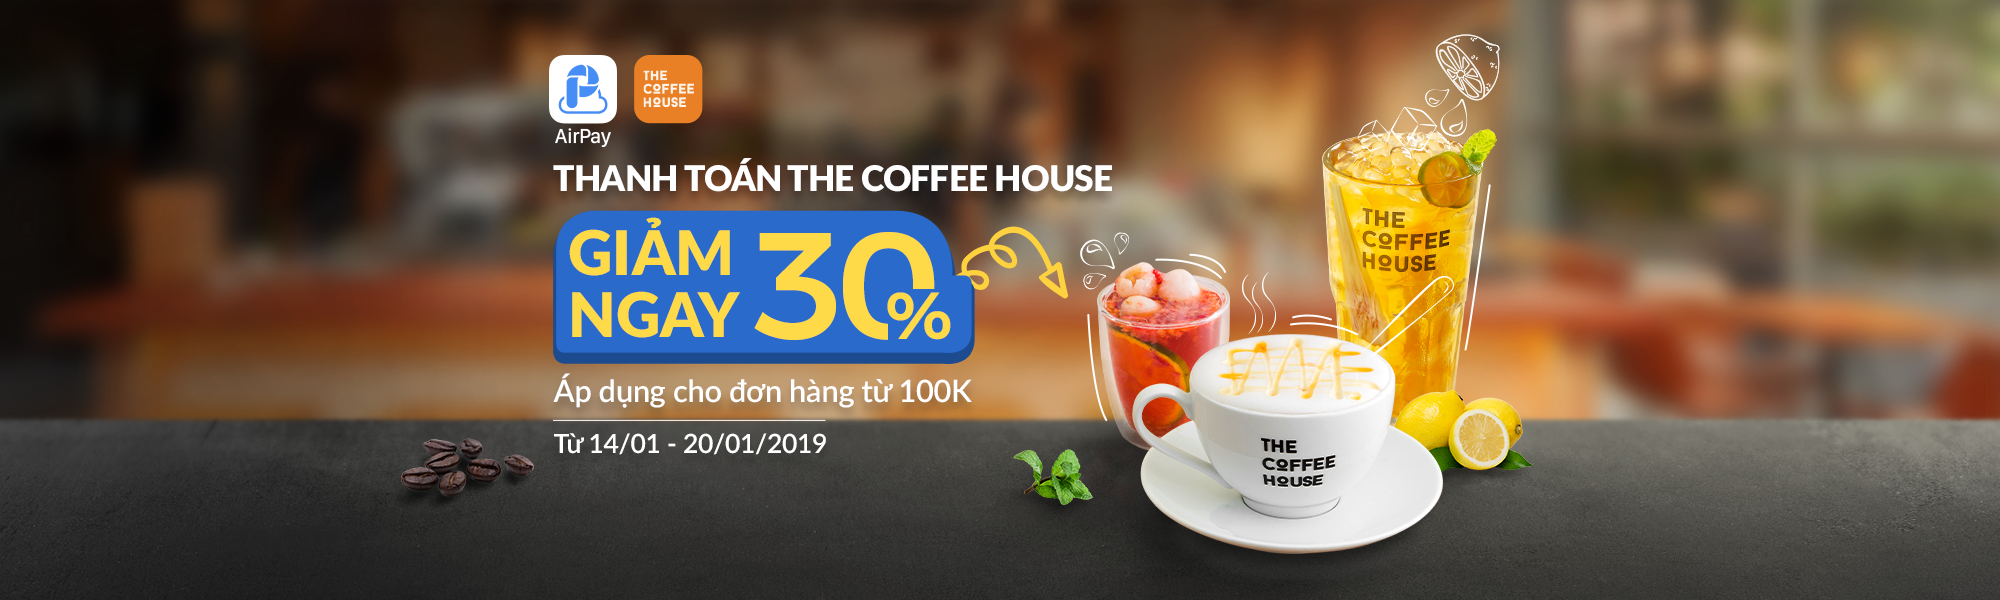 AirPay
THE
COFFEE
HOUSE
THANH TOÁN THE COFFEE HOUSE
GIẢM
NGAY
30%
Áp dụng cho đơn hàng từ 100K
Từ 14/01 - 20/01/2019
THE
COFFEE
HOUSE
THE
COFFEE
HOUSE